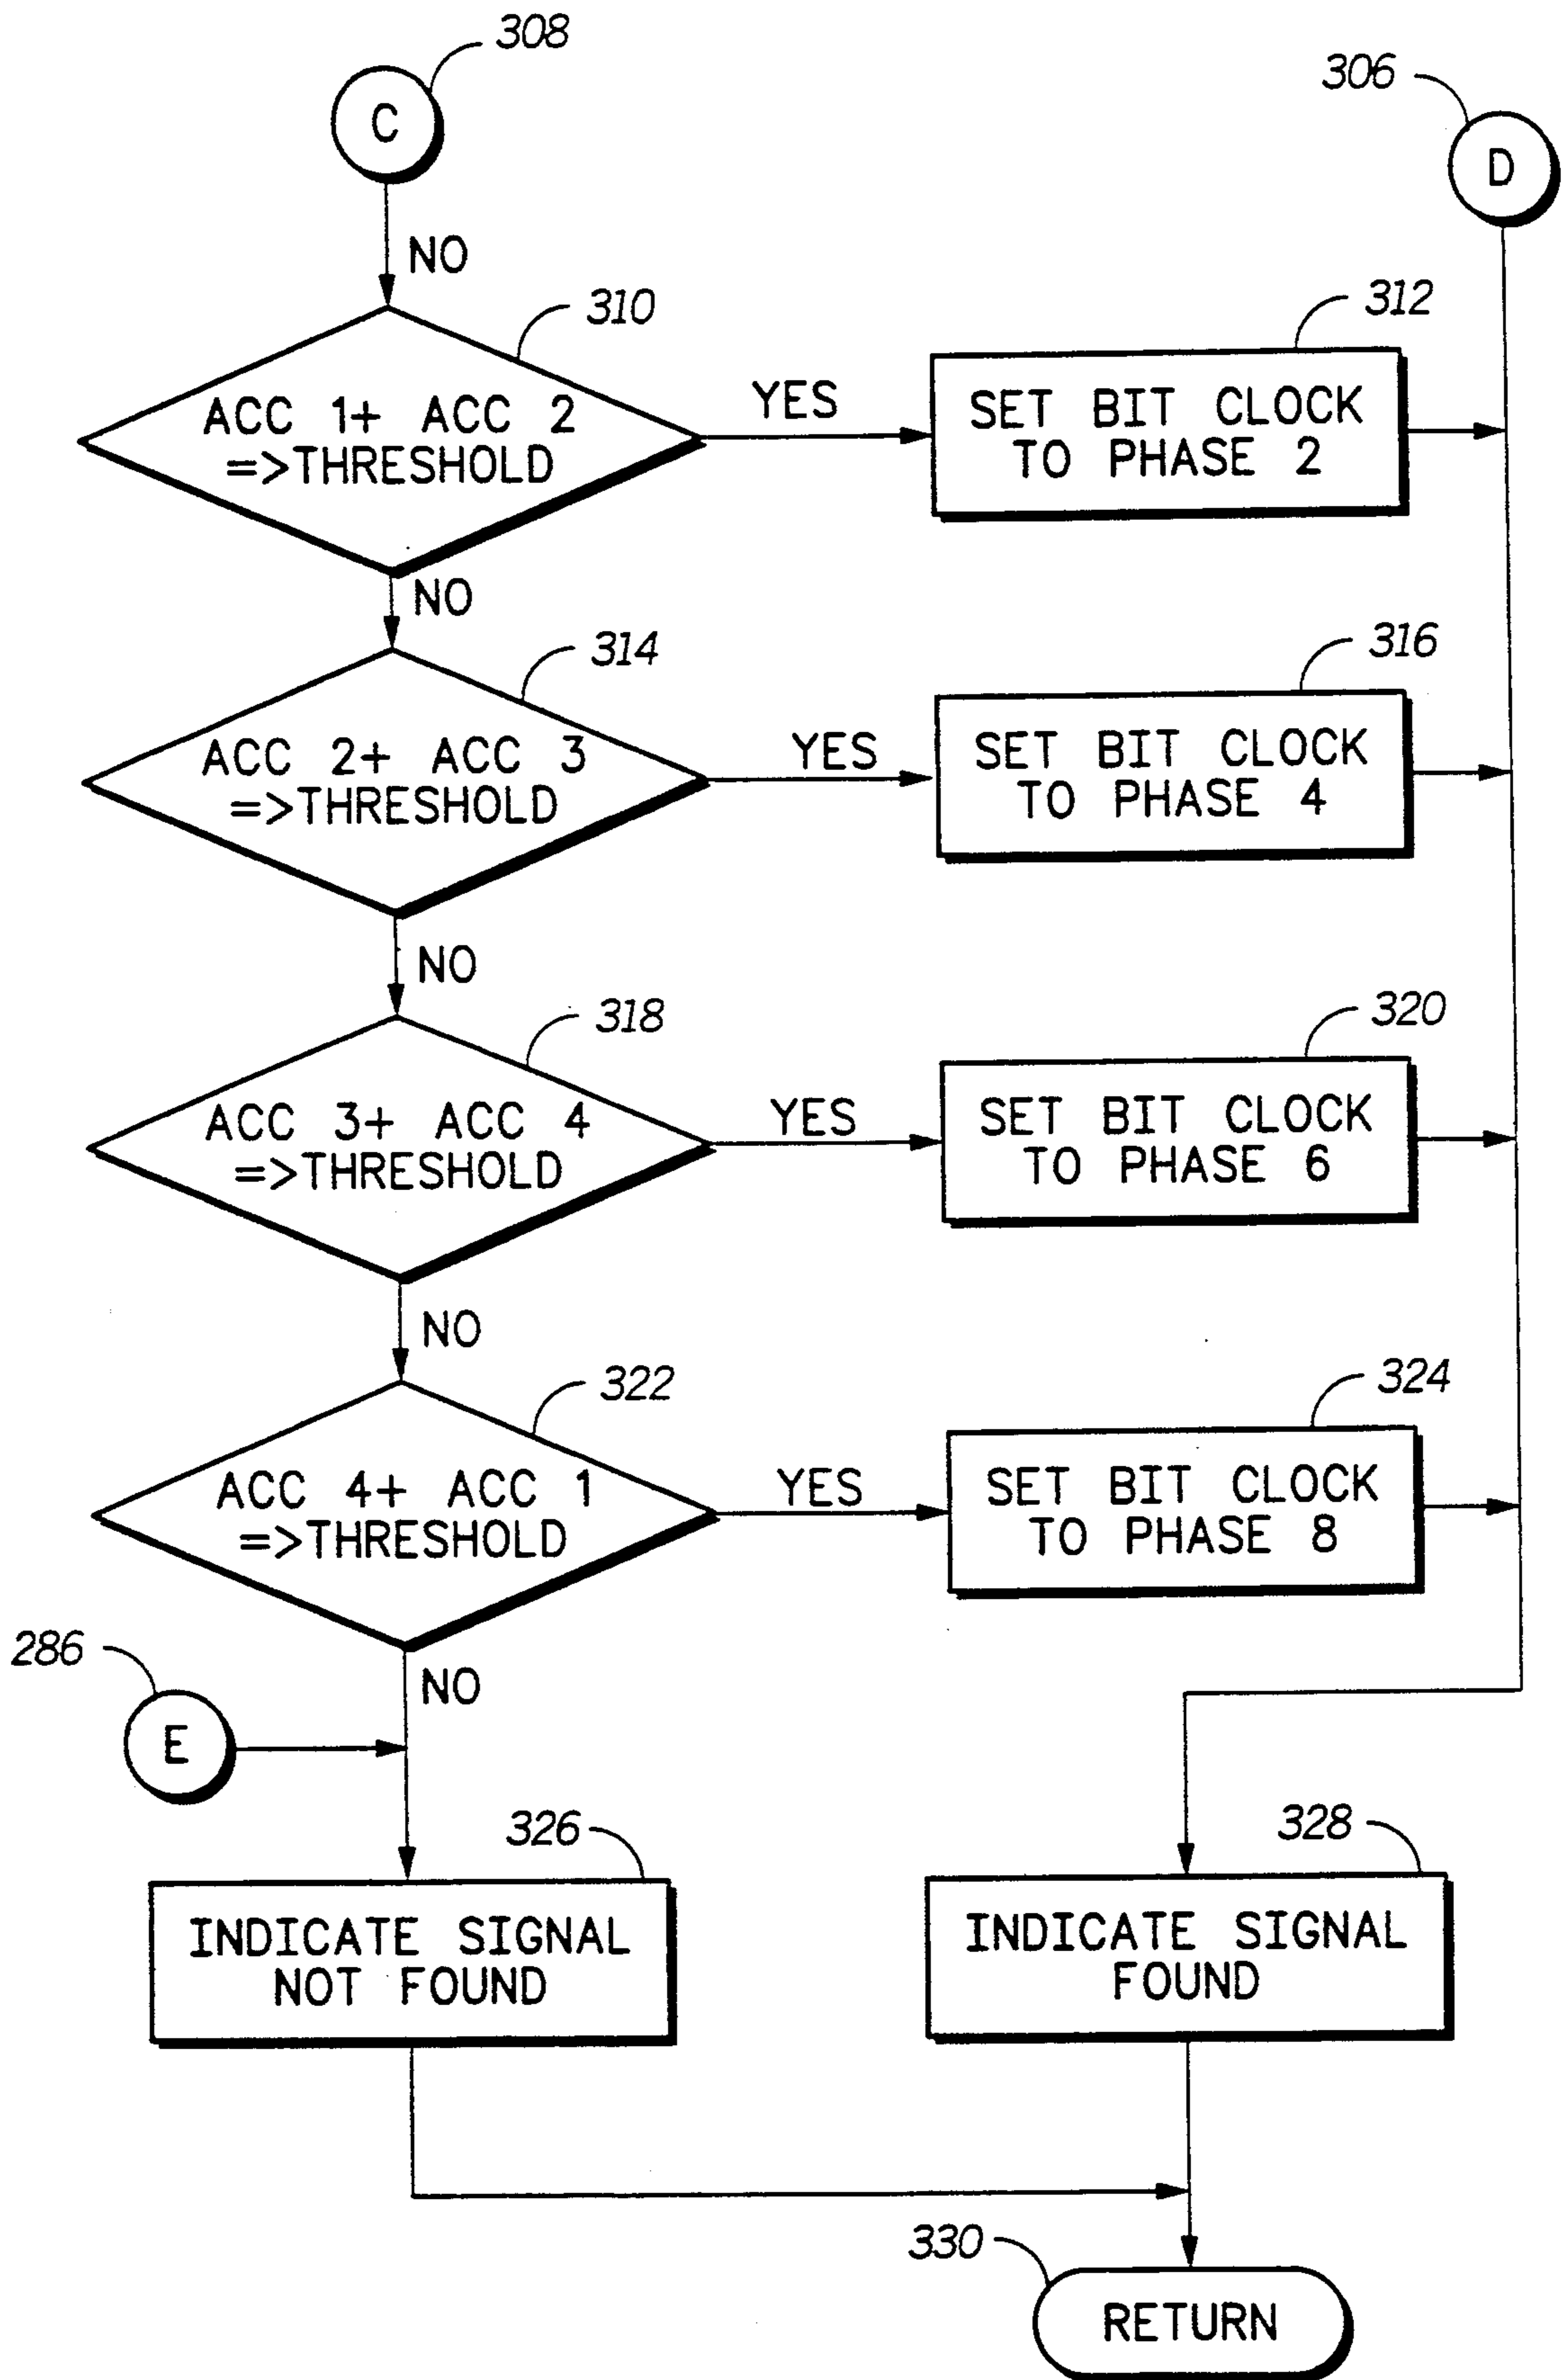 308
C
306
D
NO
310
ACC 1+ ACC 2
=>THRESHOLD
YES
312
SET BIT CLOCK
TO PHASE 2
NO
314
ACC 2+ ACC 3
=>THRESHOLD
YES
316
SET BIT CLOCK
TO PHASE 4
NO
318
ACC 3+ ACC 4
=>THRESHOLD
YES
320
SET BIT CLOCK
TO PHASE 6
NO
322
ACC 4+ ACC 1
=>THRESHOLD
YES
324
SET BIT CLOCK
TO PHASE 8
NO
286
E
326
INDICATE SIGNAL
NOT FOUND
328
INDICATE SIGNAL
FOUND
330
RETURN